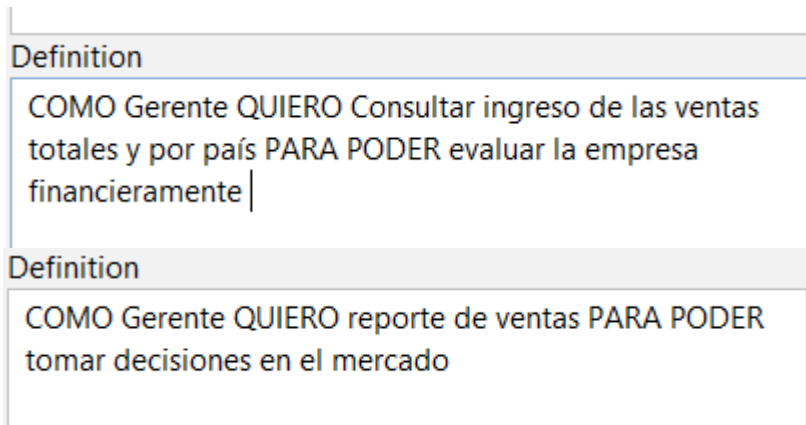 Definition
COMO Gerente QUIERO Consultar ingreso de las ventas
totales y por país PARA PODER evaluar la empresa
financieramente
Definition
COMO Gerente QUIERO reporte de ventas PARA PODER
tomar decisiones en el mercado